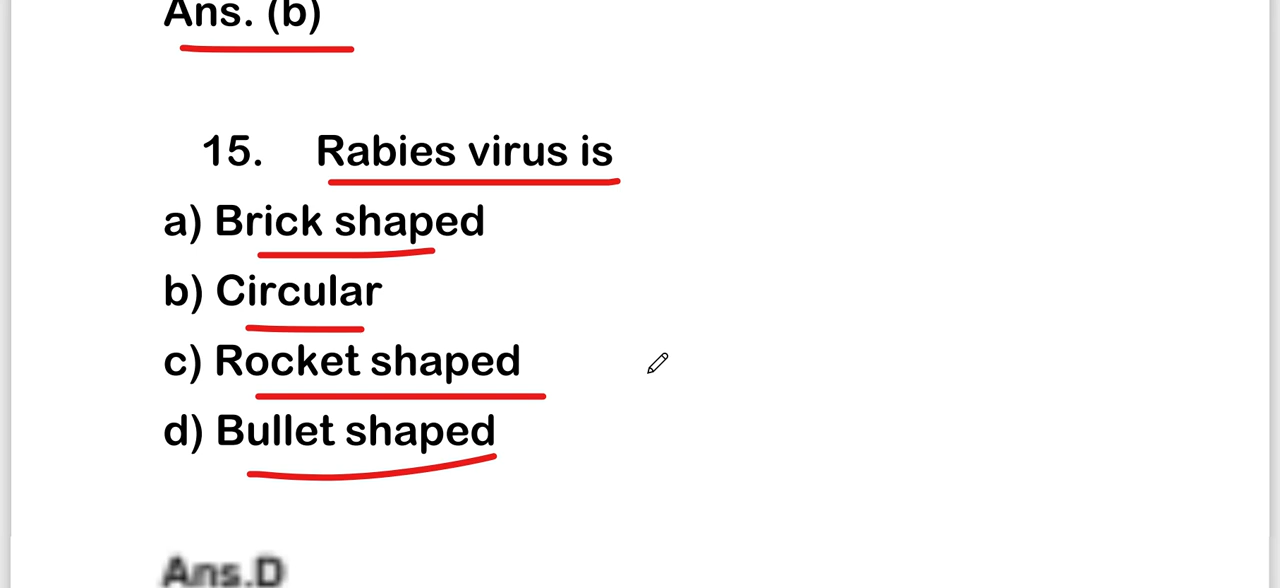 Ans. (b)
15. Rabies virus is
a) Brick shaped
b) Circular
c) Rocket shaped
d) Bullet shaped
Ans.D